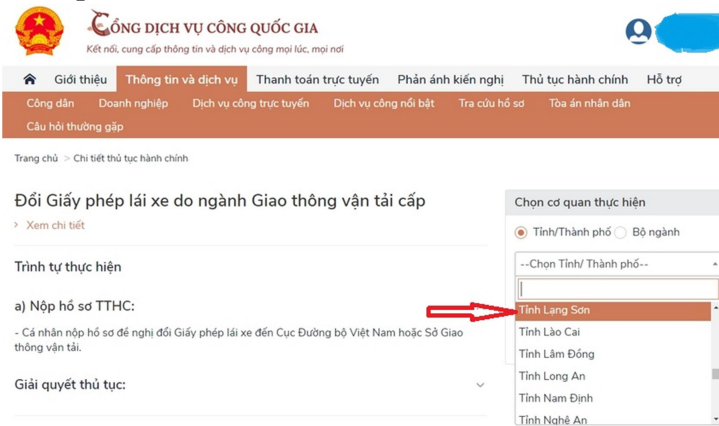 CỔNG DỊCH VỤ CÔNG QUỐC GIA
Kết nối, cung cấp thông tin và dịch vụ công mọi lúc, mọi nơi
Giới thiệu Thông tin và dịch vụ Thanh toán trực tuyến Phản ánh kiến nghị Thủ tục hành chính Hỗ trợ
Công dân Doanh nghiệp Dịch vụ công trực tuyến Dịch vụ công nổi bật Tra cứu hồ sơ Tòa án nhân dân
Câu hỏi thường gặp
Trang chủ > Chi tiết thủ tục hành chính
Đổi Giấy phép lái xe do ngành Giao thông vận tải cấp
> Xem chi tiết
Trình tự thực hiện
a) Nộp hồ sơ TTHC:
- Cá nhân nộp hồ sơ đề nghị đổi Giấy phép lái xe đến Cục Đường bộ Việt Nam hoặc Sở Giao
thông vận tải.
Giải quyết thủ tục:
Chọn cơ quan thực hiện
Tỉnh/Thành phố Bộ ngành
--Chọn Tỉnh/ Thành phố--
Tỉnh Lạng Sơn
Tỉnh Lào Cai
Tỉnh Lâm Đồng
Tỉnh Long An
Tỉnh Nam Định
Tỉnh Nghệ An